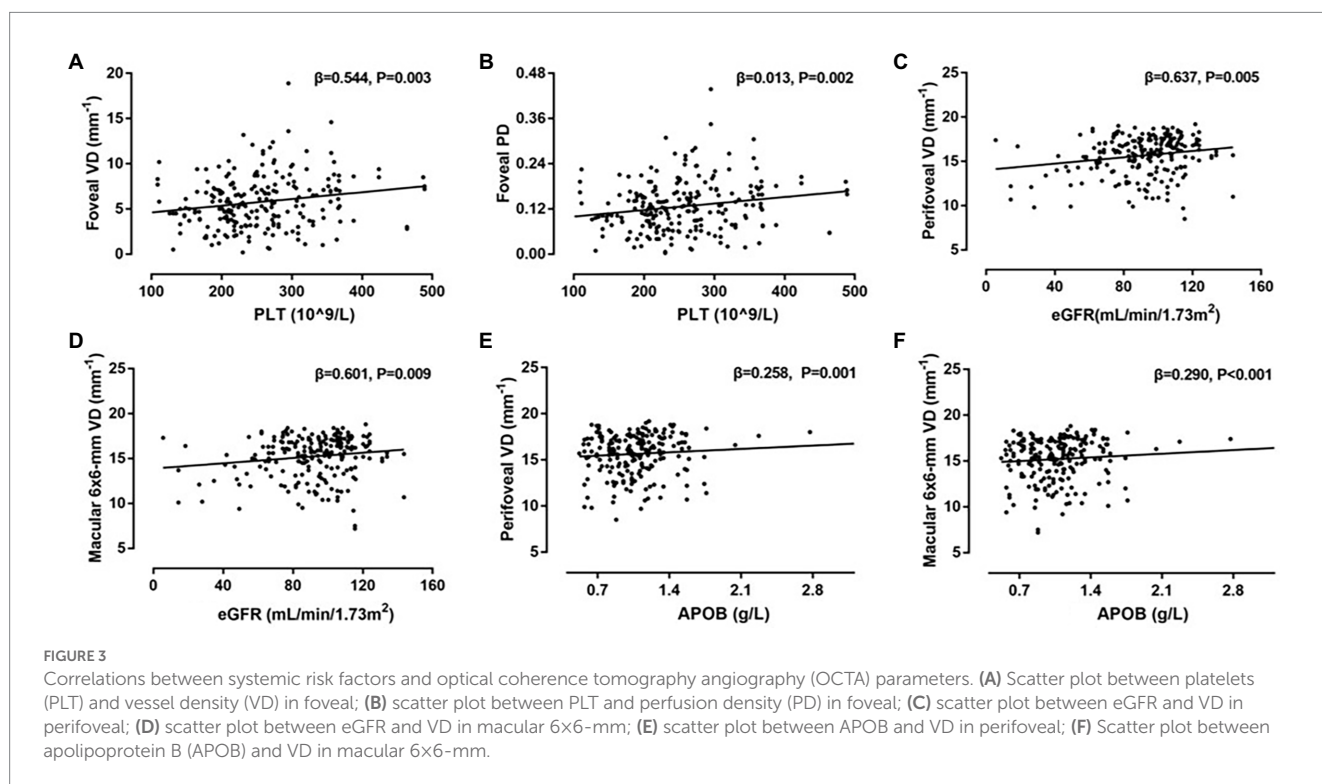 A
β=0.544, P=0.003
Foveal VD (mm⁻¹)
20
15
10
5
0
100 200 300 400 500
PLT (10^9/L)
B
β=0.013, P=0.002
Foveal PD
0.48
0.36
0.24
0.12
0.00
100 200 300 400 500
PLT (10^9/L)
C
β=0.637, P=0.005
Perifoveal VD (mm⁻¹)
25
20
15
10
5
0 40 80 120 160
eGFR(mL/min/1.73m²)
D
β=0.601, P=0.009
Macular 6x6-mm VD (mm⁻¹)
25
20
15
10
5
0 40 80 120 160
eGFR (mL/min/1.73m²)
E
β=0.258, P=0.001
Perifoveal VD (mm⁻¹)
25
20
15
10
5
0.7 1.4 2.1 2.8
APOB (g/L)
F
β=0.290, P<0.001
Macular 6x6-mm VD (mm⁻¹)
25
20
15
10
5
0.7 1.4 2.1 2.8
APOB (g/L)
FIGURE 3
Correlations between systemic risk factors and optical coherence tomography angiography (OCTA) parameters. (A) Scatter plot between platelets
(PLT) and vessel density (VD) in foveal; (B) scatter plot between PLT and perfusion density (PD) in foveal; (C) scatter plot between eGFR and VD in
perifoveal; (D) scatter plot between eGFR and VD in macular 6×6-mm; (E) scatter plot between APOB and VD in perifoveal; (F) Scatter plot between
apolipoprotein B (APOB) and VD in macular 6×6-mm.